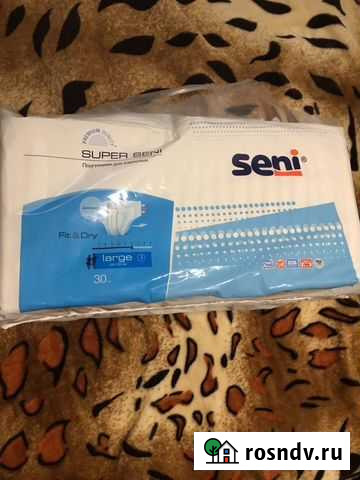 SUPER SENI
Подгузники для взрослых
seni
Fit & Dry
large
30
rosndv.ru